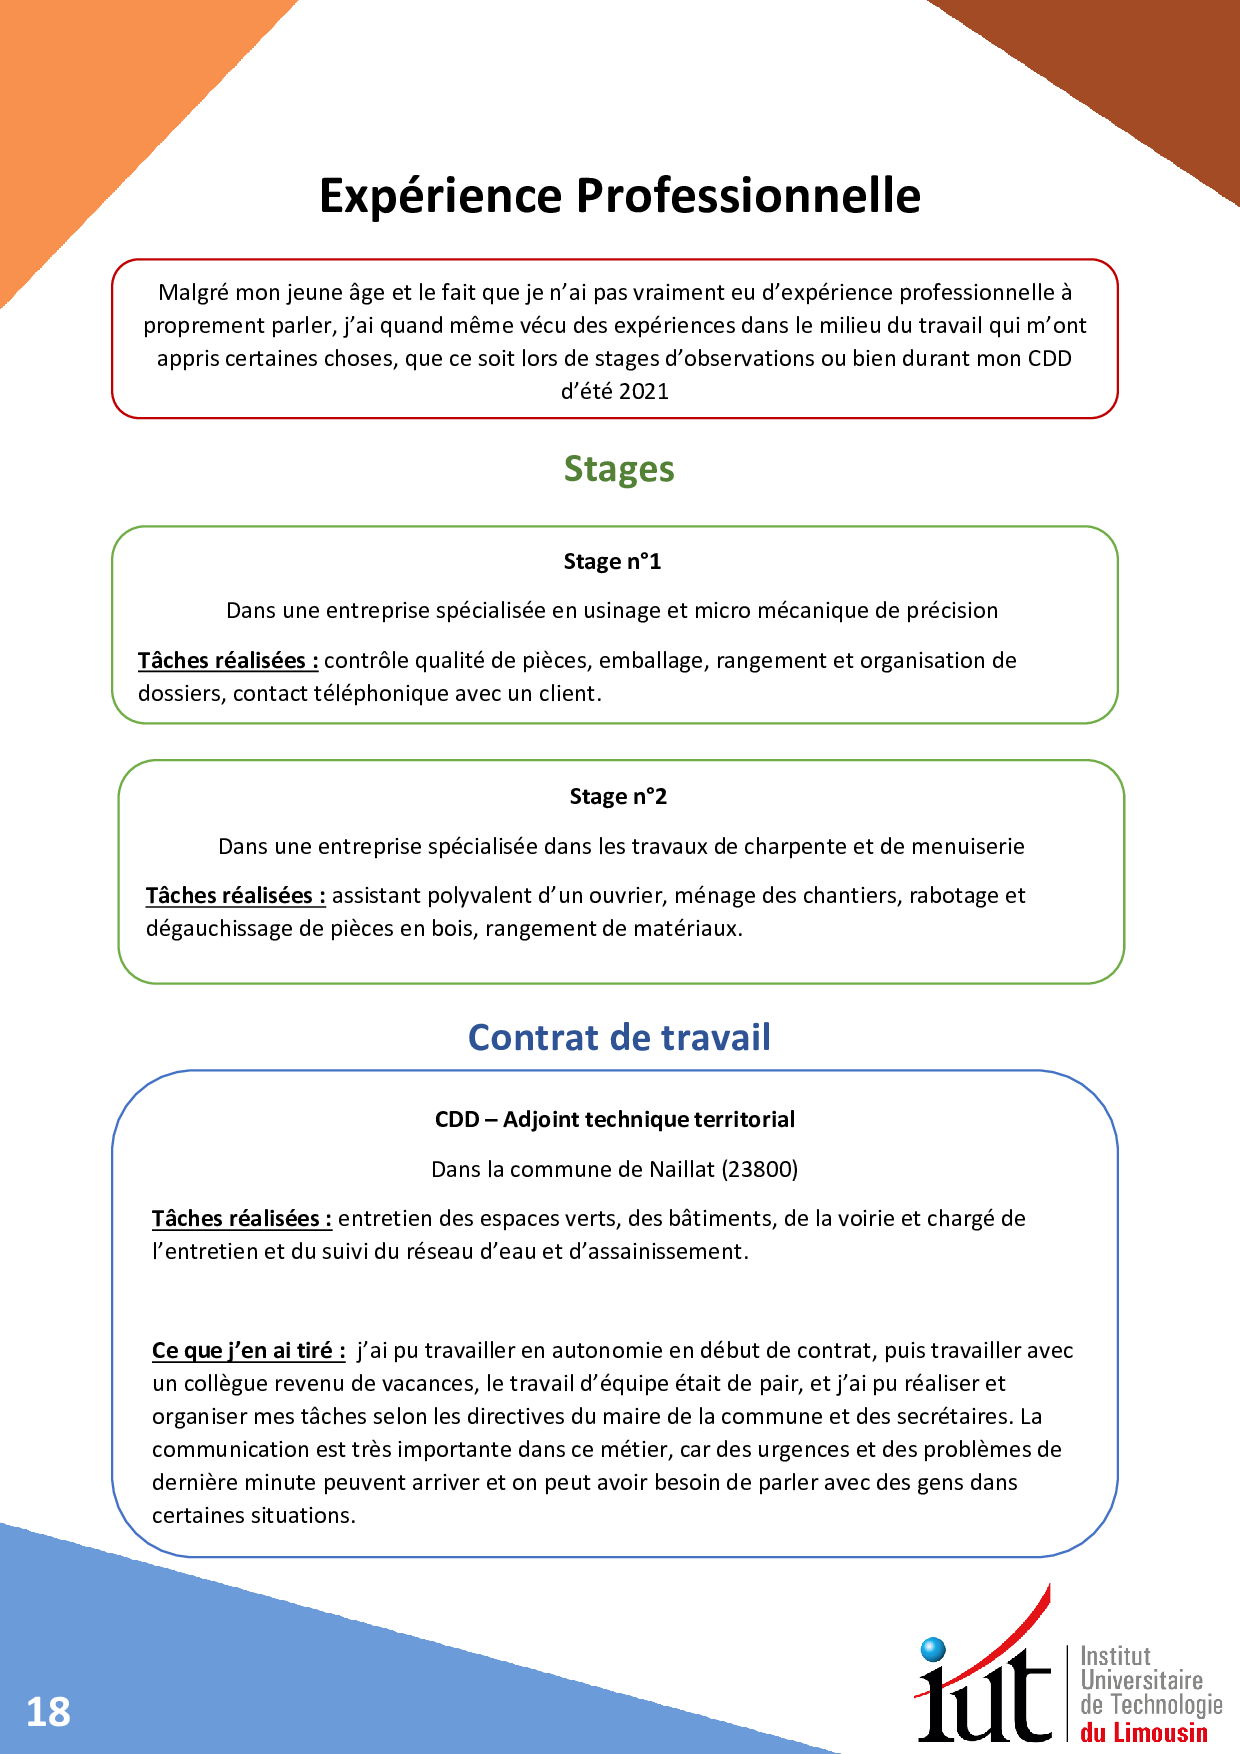 Expérience Professionnelle
Malgré mon jeune âge et le fait que je n’ai pas vraiment eu d’expérience professionnelle à
proprement parler, j’ai quand même vécu des expériences dans le milieu du travail qui m’ont
appris certaines choses, que ce soit lors de stages d’observations ou bien durant mon CDD
d’été 2021
Stages
Stage n°1
Dans une entreprise spécialisée en usinage et micro mécanique de précision
Tâches réalisées : contrôle qualité de pièces, emballage, rangement et organisation de
dossiers, contact téléphonique avec un client.
Stage n°2
Dans une entreprise spécialisée dans les travaux de charpente et de menuiserie
Tâches réalisées : assistant polyvalent d’un ouvrier, ménage des chantiers, rabotage et
dégauchissage de pièces en bois, rangement de matériaux.
Contrat de travail
CDD – Adjoint technique territorial
Dans la commune de Naillat (23800)
Tâches réalisées : entretien des espaces verts, des bâtiments, de la voirie et chargé de
l’entretien et du suivi du réseau d’eau et d’assainissement.
Ce que j’en ai tiré : j’ai pu travailler en autonomie en début de contrat, puis travailler avec
un collègue revenu de vacances, le travail d’équipe était de pair, et j’ai pu réaliser et
organiser mes tâches selon les directives du maire de la commune et des secrétaires. La
communication est très importante dans ce métier, car des urgences et des problèmes de
dernière minute peuvent arriver et on peut avoir besoin de parler avec des gens dans
certaines situations.
18
iut
Institut
Universitaire
de Technologie
du Limousin